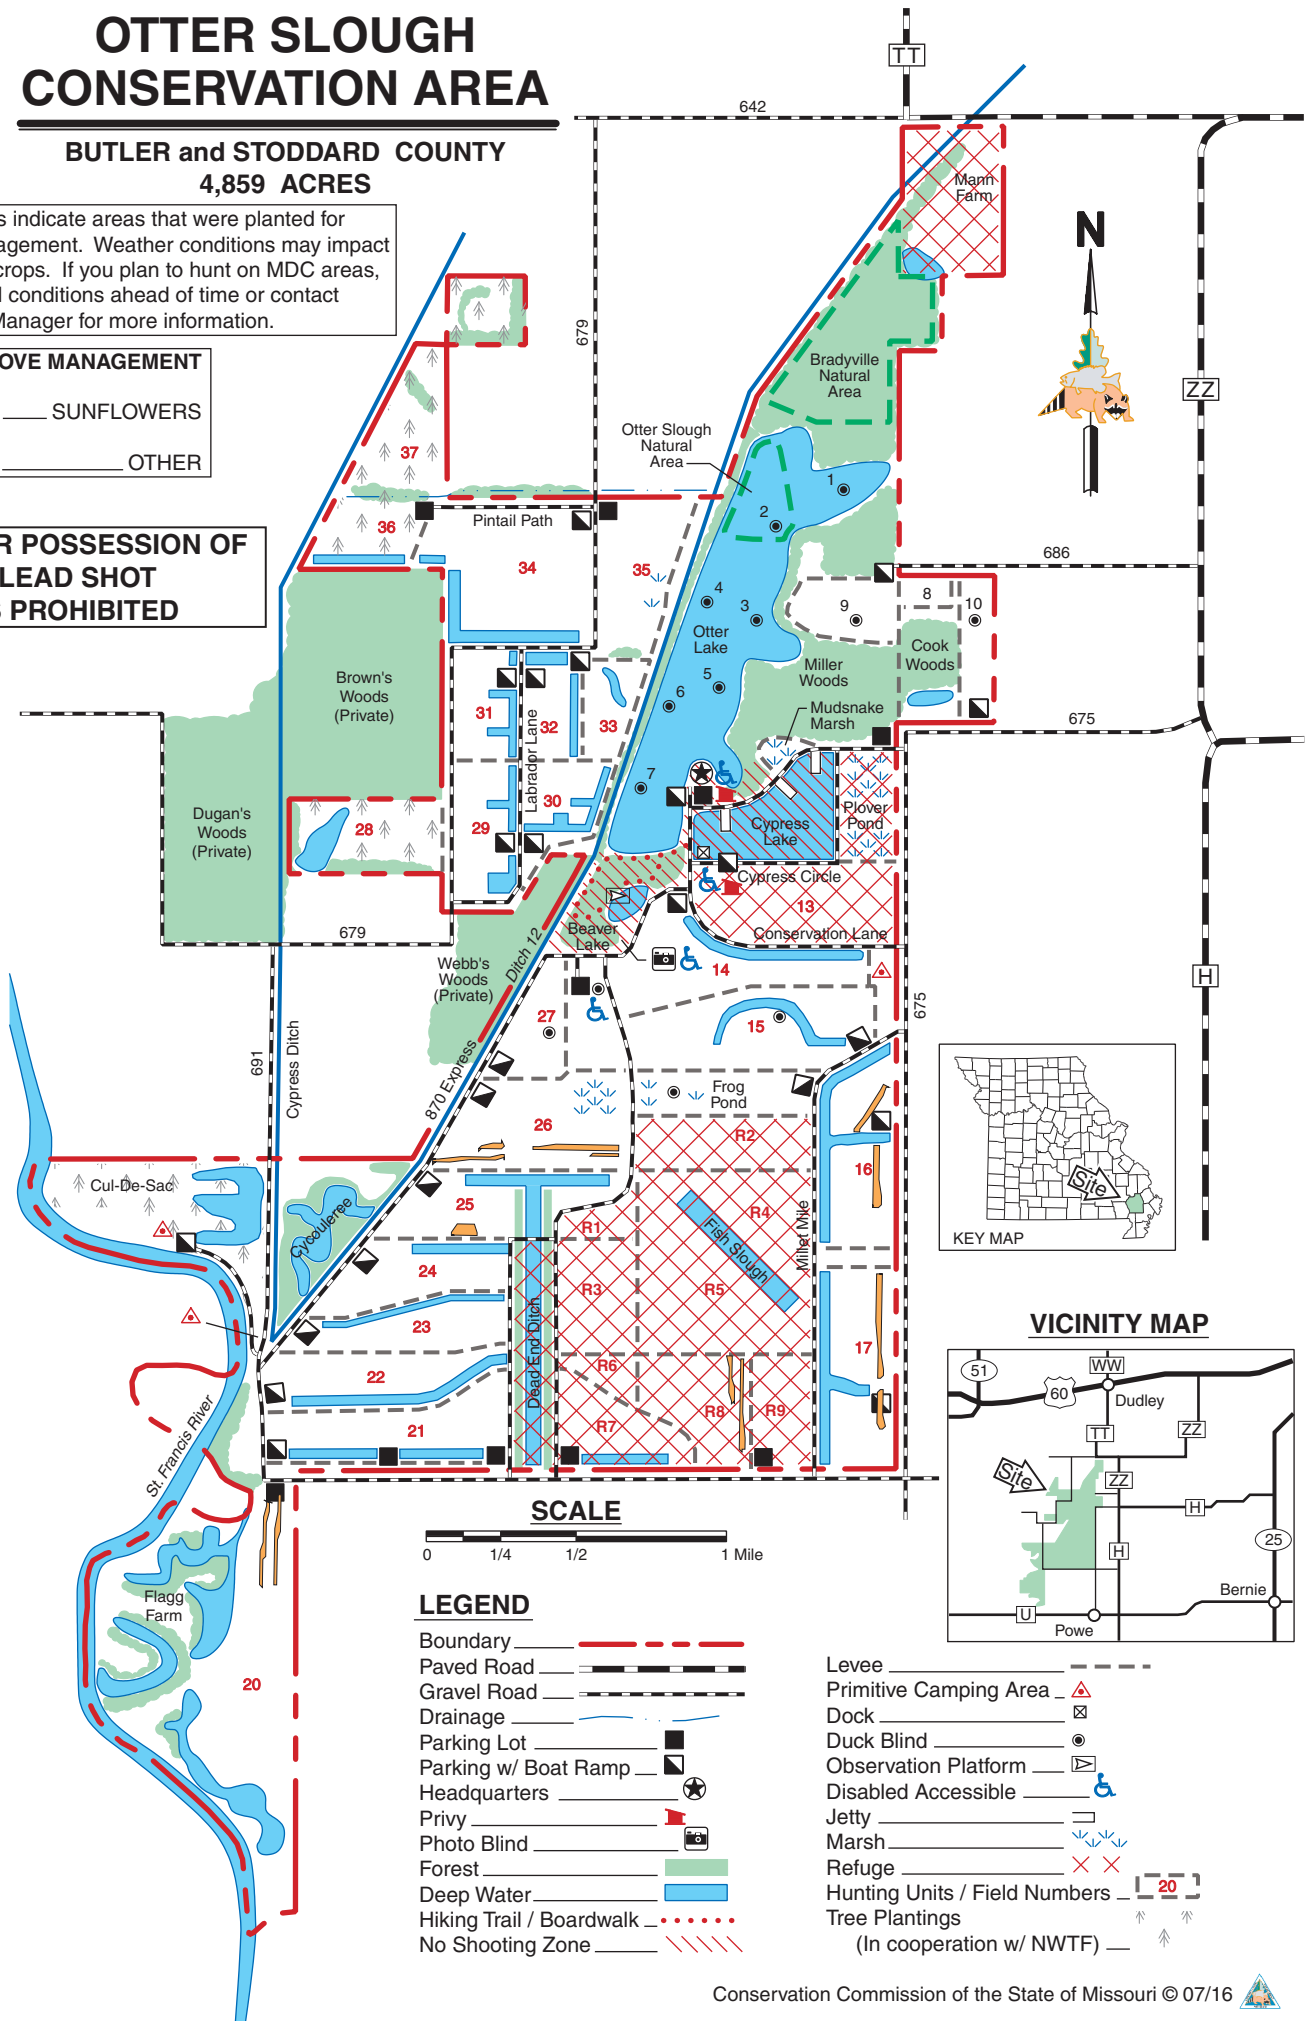 OTTER SLOUGH
CONSERVATION AREA
BUTLER and STODDARD COUNTY
4,859 ACRES
s indicate areas that were planted for
agement. Weather conditions may impact
crops. If you plan to hunt on MDC areas,
l conditions ahead of time or contact
Manager for more information.
OVE MANAGEMENT
SUNFLOWERS
OTHER
R POSSESSION OF
LEAD SHOT
S PROHIBITED
TT
642
Mann
Farm
N
679
ZZ
Bradyville
Natural
Area
Otter Slough
Natural
Area
37
1
2
36
Pintail Path
34
35
686
4
3
9
8
10
Otter
Lake
Cook
Woods
Miller
Woods
Brown's
Woods
(Private)
5
6
Mudsnake
Marsh
675
31
32
33
Labrador Lane
7
30
29
28
Dugan's
Woods
(Private)
Cypress
Lake
Plover
Pond
Cypress Circle
13
Conservation Lane
679
Beaver
Lake
Ditch 12
Webb's
Woods
(Private)
14
H
675
15
27
691
Cypress Ditch
870 Express
Frog
Pond
26
R2
16
Cul-De-Sac
Cycouleree
25
R1
R4
Fish Slough
Millet Mile
24
R3
R5
Dead End Ditch
23
17
22
R6
21
R7
R8
R9
St. Francis River
Flagg
Farm
20
Site
KEY MAP
VICINITY MAP
51
WW
60
Dudley
TT
ZZ
Site
ZZ
H
H
25
Bernie
U
Powe
SCALE
0 1/4 1/2 1 Mile
LEGEND
Boundary
Paved Road
Gravel Road
Drainage
Parking Lot
Parking w/ Boat Ramp
Headquarters
Privy
Photo Blind
Forest
Deep Water
Hiking Trail / Boardwalk
No Shooting Zone
Levee
Primitive Camping Area
Dock
Duck Blind
Observation Platform
Disabled Accessible
Jetty
Marsh
Refuge
Hunting Units / Field Numbers 20
Tree Plantings
(In cooperation w/ NWTF)
Conservation Commission of the State of Missouri © 07/16